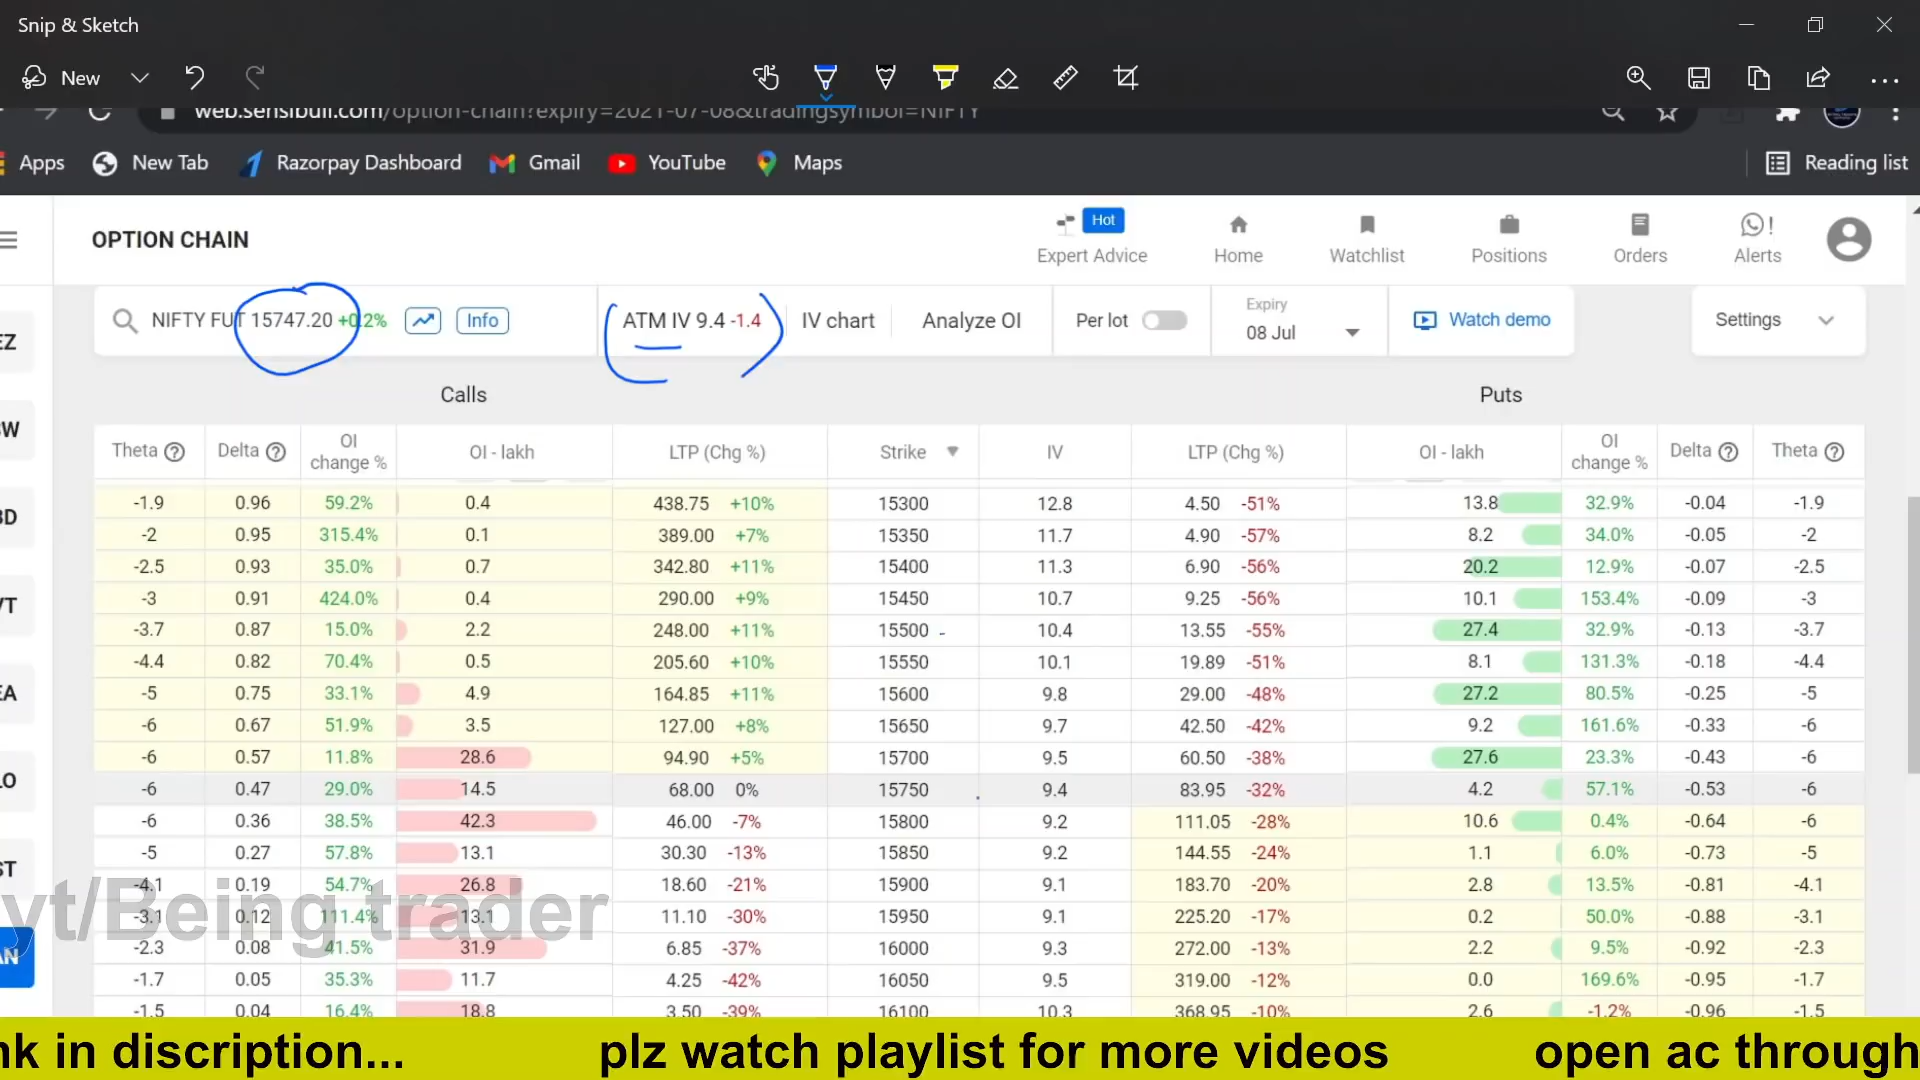 Snip & Sketch
New
web.sensibull.com/option-chain?expiry=2021-07-08&tradingsymbol=NIFTY
Apps New Tab Razorpay Dashboard Gmail YouTube Maps Reading list
OPTION CHAIN Hot Expert Advice Home Watchlist Positions Orders Alerts
NIFTY FUT 15747.20 +0.2% Info ATM IV 9.4 -1.4 IV chart Analyze OI Per lot Expiry 08 Jul Watch demo Settings
Calls Puts
Theta Delta OI change % OI - lakh LTP (Chg %) Strike IV LTP (Chg %) OI - lakh OI change % Delta Theta
-1.9 0.96 59.2% 0.4 438.75 +10% 15300 12.8 4.50 -51% 13.8 32.9% -0.04 -1.9
-2 0.95 315.4% 0.1 389.00 +7% 15350 11.7 4.90 -57% 8.2 34.0% -0.05 -2
-2.5 0.93 35.0% 0.7 342.80 +11% 15400 11.3 6.90 -56% 20.2 12.9% -0.07 -2.5
-3 0.91 424.0% 0.4 290.00 +9% 15450 10.7 9.25 -56% 10.1 153.4% -0.09 -3
-3.7 0.87 15.0% 2.2 248.00 +11% 15500 10.4 13.55 -55% 27.4 32.9% -0.13 -3.7
-4.4 0.82 70.4% 0.5 205.60 +10% 15550 10.1 19.89 -51% 8.1 131.3% -0.18 -4.4
-5 0.75 33.1% 4.9 164.85 +11% 15600 9.8 29.00 -48% 27.2 80.5% -0.25 -5
-6 0.67 51.9% 3.5 127.00 +8% 15650 9.7 42.50 -42% 9.2 161.6% -0.33 -6
-6 0.57 11.8% 28.6 94.90 +5% 15700 9.5 60.50 -38% 27.6 23.3% -0.43 -6
-6 0.47 29.0% 14.5 68.00 0% 15750 9.4 83.95 -32% 4.2 57.1% -0.53 -6
-6 0.36 38.5% 42.3 46.00 -7% 15800 9.2 111.05 -28% 10.6 0.4% -0.64 -6
-5 0.27 57.8% 13.1 30.30 -13% 15850 9.2 144.55 -24% 1.1 6.0% -0.73 -5
-4.1 0.19 54.7% 26.8 18.60 -21% 15900 9.1 183.70 -20% 2.8 13.5% -0.81 -4.1
-3.1 0.12 111.4% 13.1 11.10 -30% 15950 9.1 225.20 -17% 0.2 50.0% -0.88 -3.1
-2.3 0.08 41.5% 31.9 6.85 -37% 16000 9.3 272.00 -13% 2.2 9.5% -0.92 -2.3
-1.7 0.05 35.3% 11.7 4.25 -42% 16050 9.5 319.00 -12% 0.0 169.6% -0.95 -1.7
-1.5 0.04 16.4% 18.8 3.50 -39% 16100 10.3 368.95 -10% 2.6 -1.2% -0.96 -1.5
yt/Being trader
nk in discription... plz watch playlist for more videos open ac through